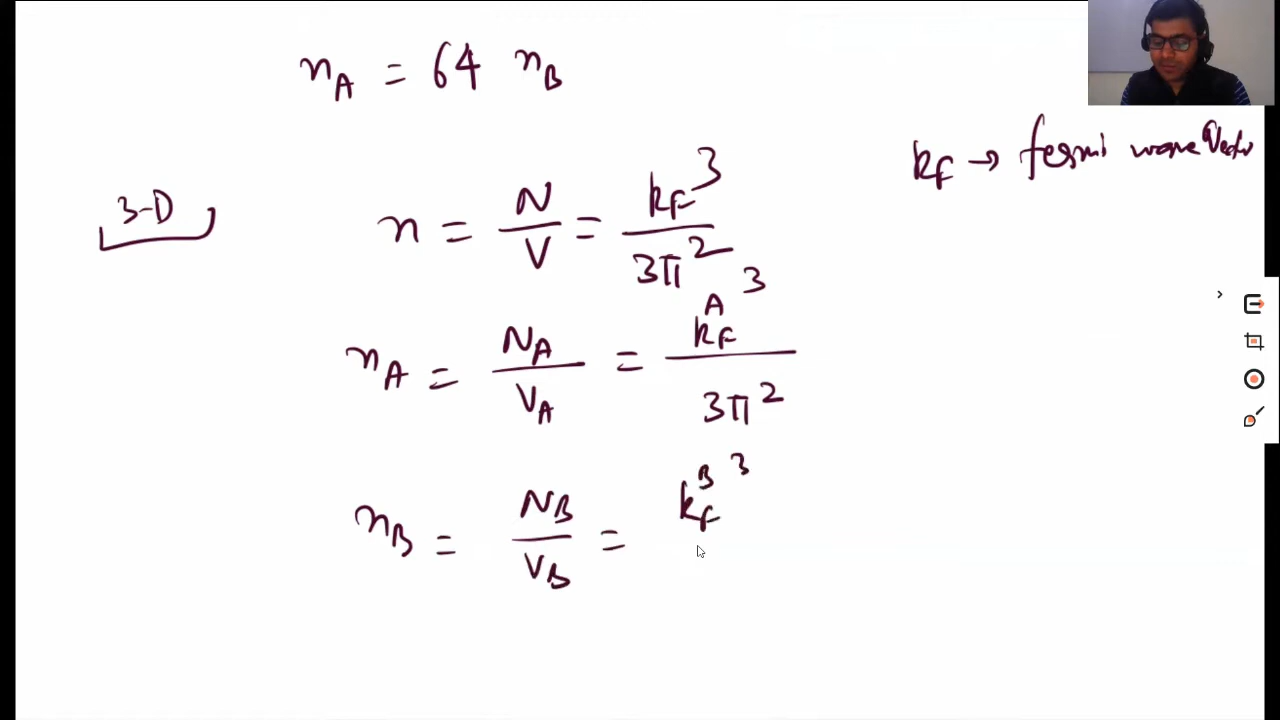 n_A = 64 n_B
k_F → fermi wave Vector
3-D
n = N/V = k_F^3 / 3π^2
n_A = N_A/V_A = k_F^A^3 / 3π^2
n_B = N_B/V_B = k_F^B^3